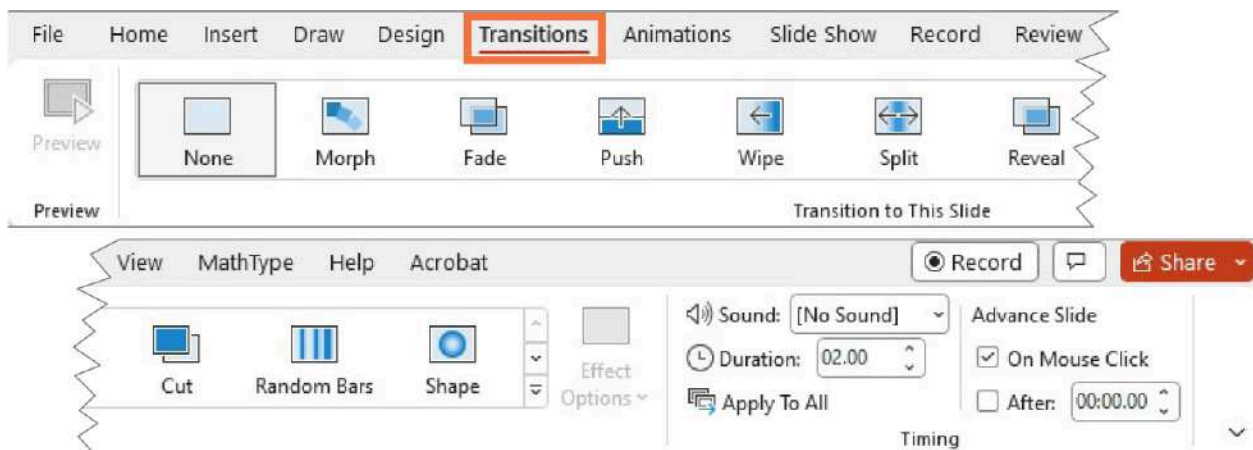 File Home Insert Draw Design Transitions Animations Slide Show Record Review
Preview
None Morph Fade Push Wipe Split Reveal
Preview
Transition to This Slide
View MathType Help Acrobat Record Share
Sound: [No Sound] Advance Slide
Duration: 02.00 On Mouse Click
Cut Random Bars Shape
Effect
Options
Apply To All After: 00:00.00
Timing